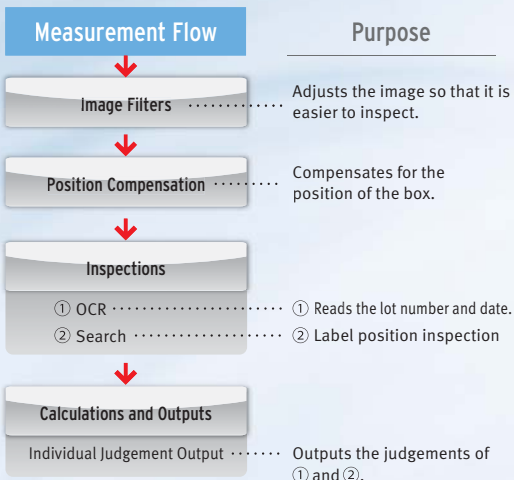 Measurement Flow Purpose
Image Filters ············· Adjusts the image so that it is
easier to inspect.
Position Compensation ········· Compensates for the
position of the box.
Inspections
① OCR ······················ ① Reads the lot number and date.
② Search ··················· ② Label position inspection
Calculations and Outputs
Individual Judgement Output ······· Outputs the judgements of
① and ②.